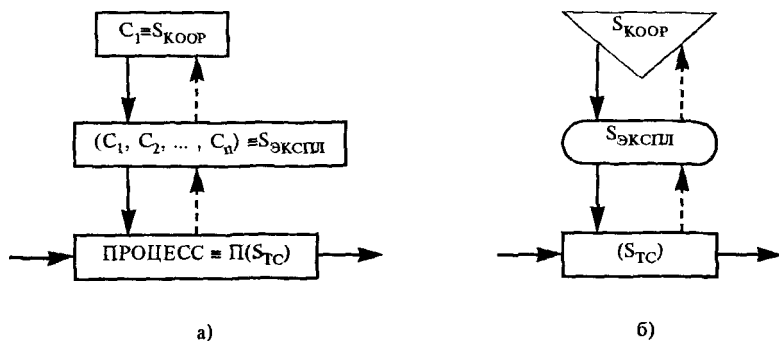 C₁≡S_КООР
(C₁, C₂, ... , Cₙ) ≡S_ЭКСПЛ
ПРОЦЕСС ≡ П(S_ТС)
а)
S_КООР
S_ЭКСПЛ
(S_ТС)
б)